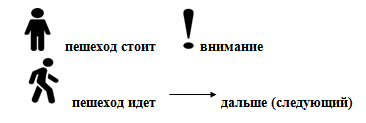 пешеход стоит внимание
пешеход идет дальше (следующий)